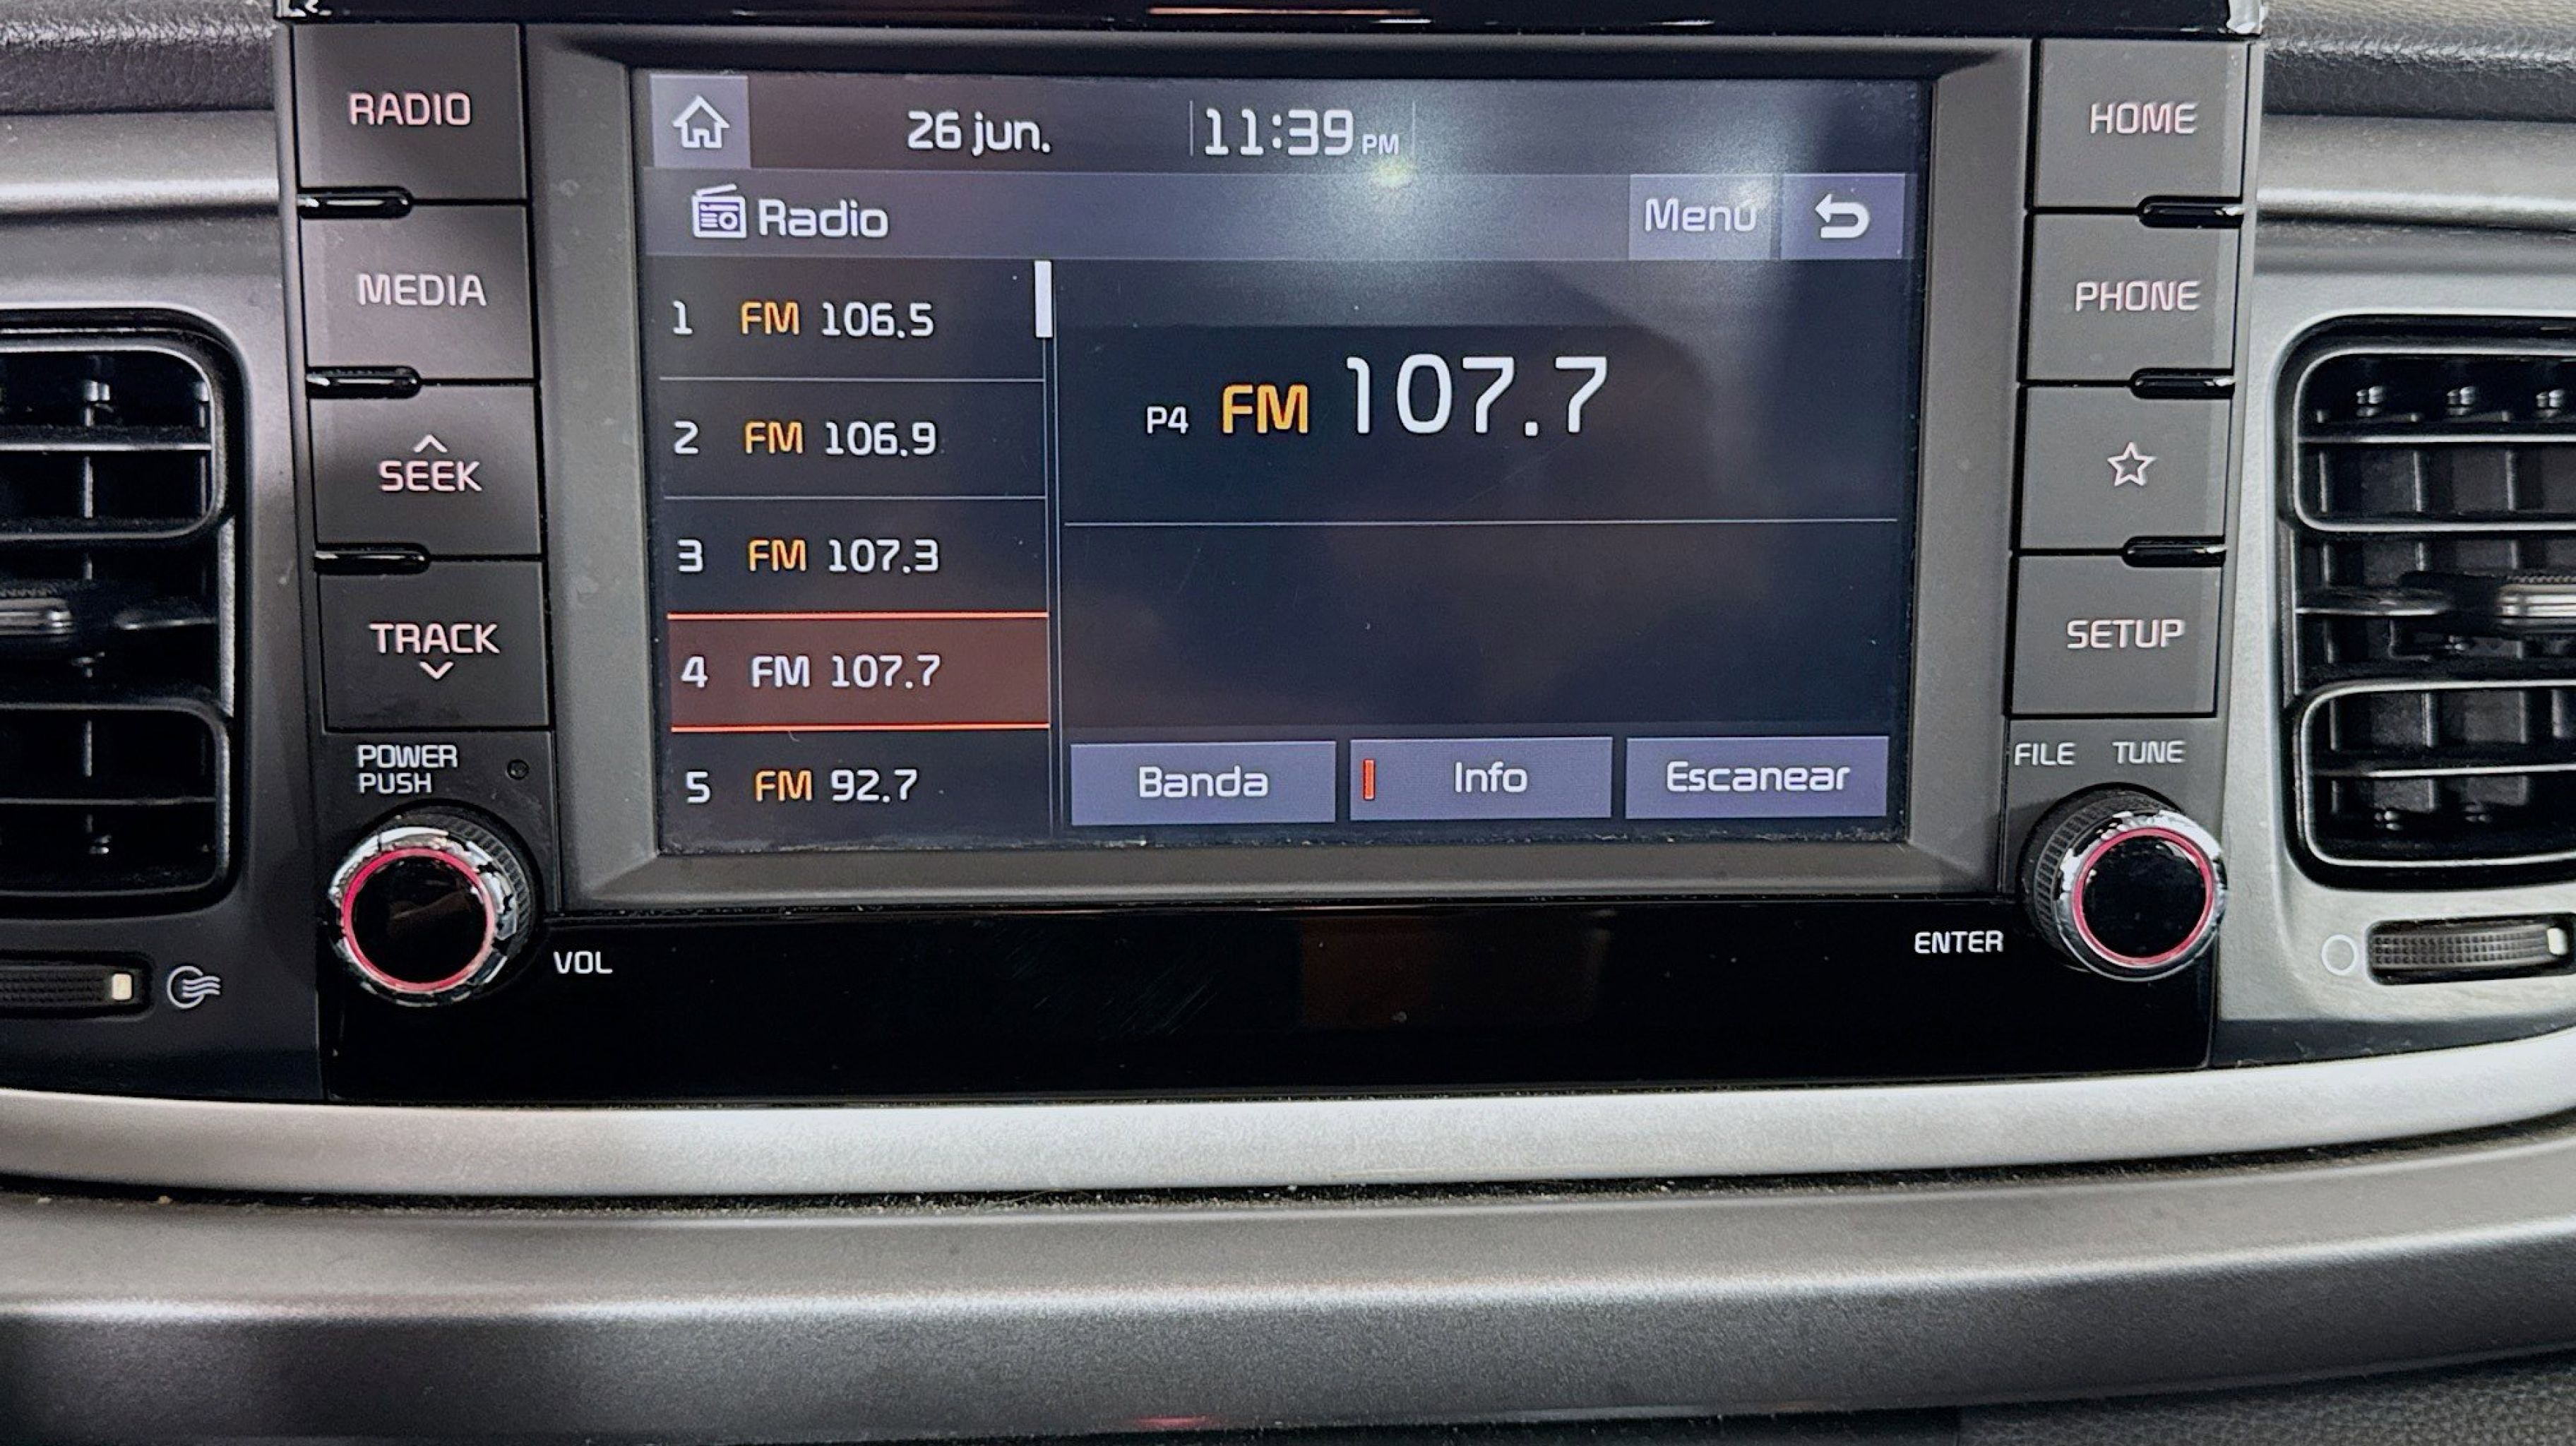 RADIO
MEDIA
SEEK
TRACK
POWER
PUSH
VOL
26 jun. 11:39 PM
Radio
Menú
1 FM 106.5
2 FM 106.9
3 FM 107.3
4 FM 107.7
5 FM 92.7
P4 FM 107.7
Banda
Info
Escanear
HOME
PHONE
SETUP
FILE TUNE
ENTER